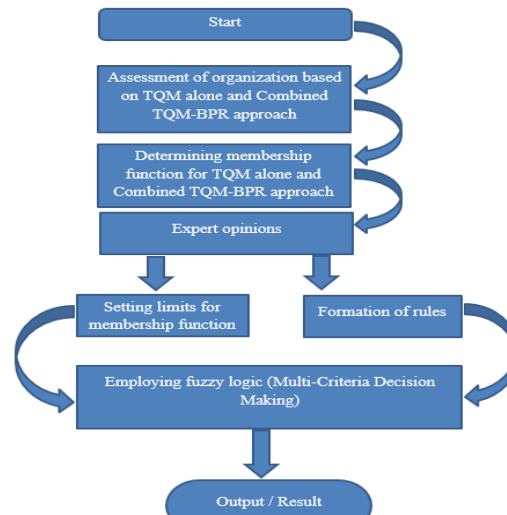 Start
Assessment of organization based
on TQM alone and Combined
TQM-BPR approach
Determining membership
function for TQM alone and
Combined TQM-BPR approach
Expert opinions
Setting limits for
membership function
Formation of rules
Employing fuzzy logic (Multi-Criteria Decision
Making)
Output / Result